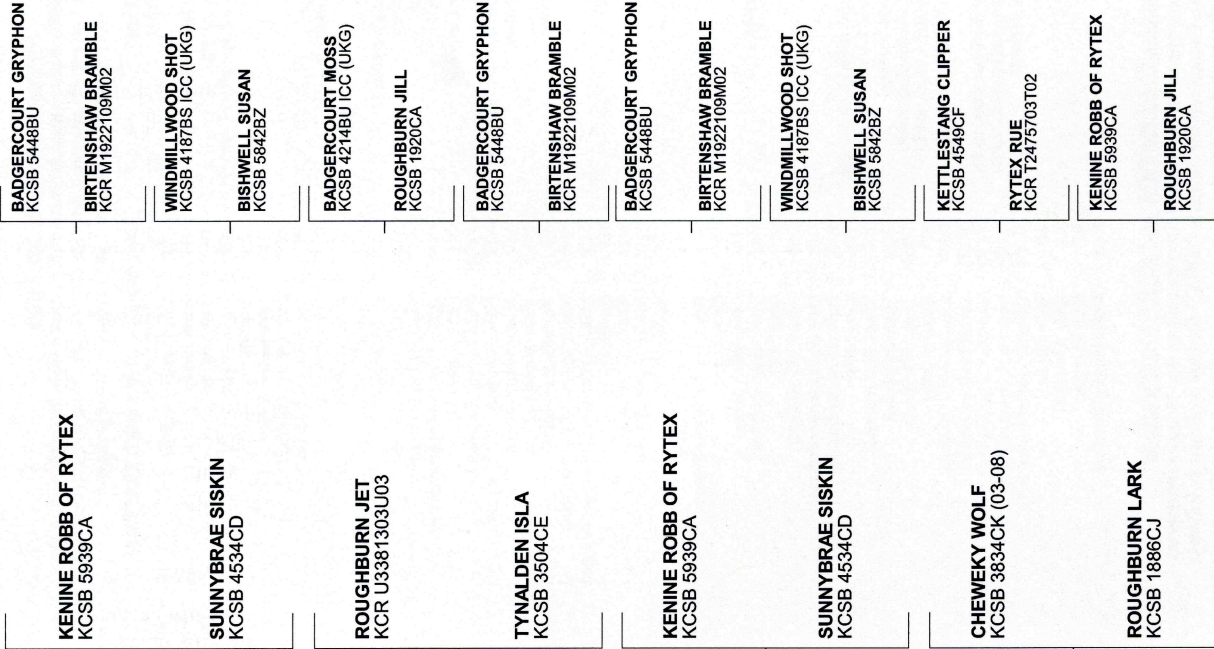 KENINE ROBB OF RYTEX
KCSB 5939CA
SUNNYBRAE SISKIN
KCSB 4534CD
ROUGHBURN JET
KCR U3381303U03
TYNALDEN ISLA
KCSB 3504CE
KENINE ROBB OF RYTEX
KCSB 5939CA
SUNNYBRAE SISKIN
KCSB 4534CD
CHEWEKY WOLF
KCSB 3834CK (03-08)
ROUGHBURN LARK
KCSB 1886CJ
BADGERCOURT GRYPHON
KCSB 5448BU
BIRTENSHAW BRAMBLE
KCR M1922109M02
WINDMILLWOOD SHOT
KCSB 4187BS ICC (UKG)
BISHWELL SUSAN
KCSB 5842BZ
BADGERCOURT MOSS
KCSB 4214BU ICC (UKG)
ROUGHBURN JILL
KCSB 1920CA
BADGERCOURT GRYPHON
KCSB 5448BU
BIRTENSHAW BRAMBLE
KCR M1922109M02
BADGERCOURT GRYPHON
KCSB 5448BU
BIRTENSHAW BRAMBLE
KCR M1922109M02
WINDMILLWOOD SHOT
KCSB 4187BS ICC (UKG)
BISHWELL SUSAN
KCSB 5842BZ
KETTLESTANG CLIPPER
KCSB 4549CF
RYTEX RUE
KCR T2475703T02
KENINE ROBB OF RYTEX
KCSB 5939CA
ROUGHBURN JILL
KCSB 1920CA